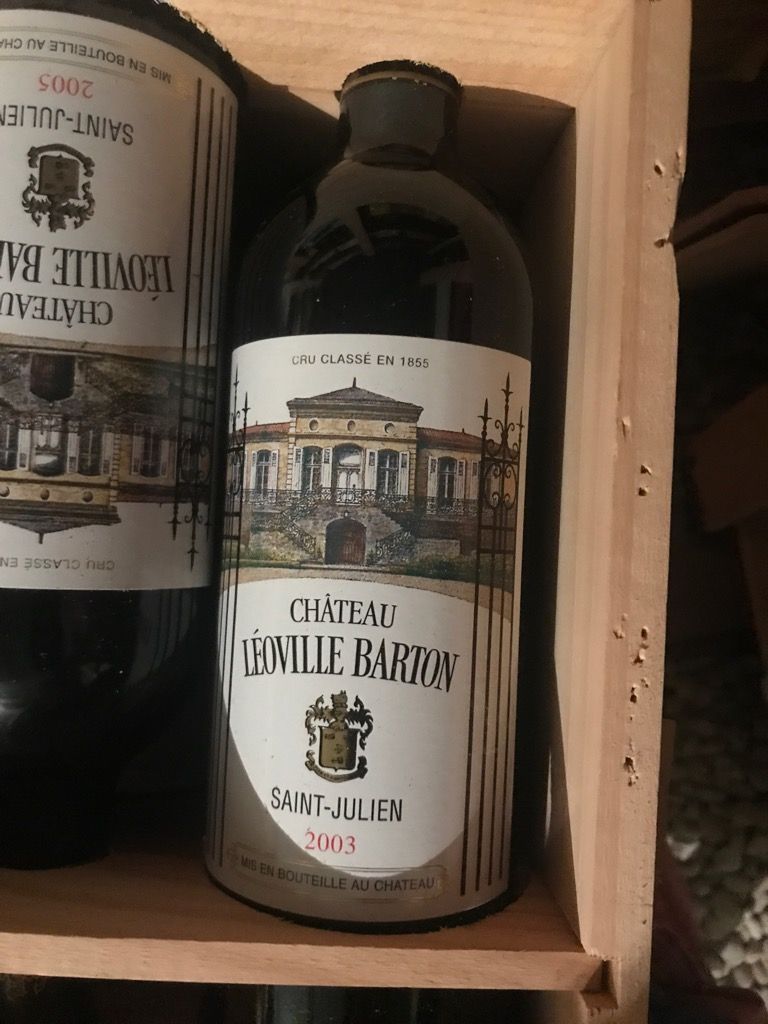 MIS EN BOUTEILLE AU CHA
2005
SAINT-JULIEN
LÉOVILLE BA
CHÂTEAU
CRU CLASSÉ EN
CRU CLASSÉ EN 1855
CHÂTEAU
LÉOVILLE BARTON
SAINT-JULIEN
2003
MIS EN BOUTEILLE AU CHATEAU